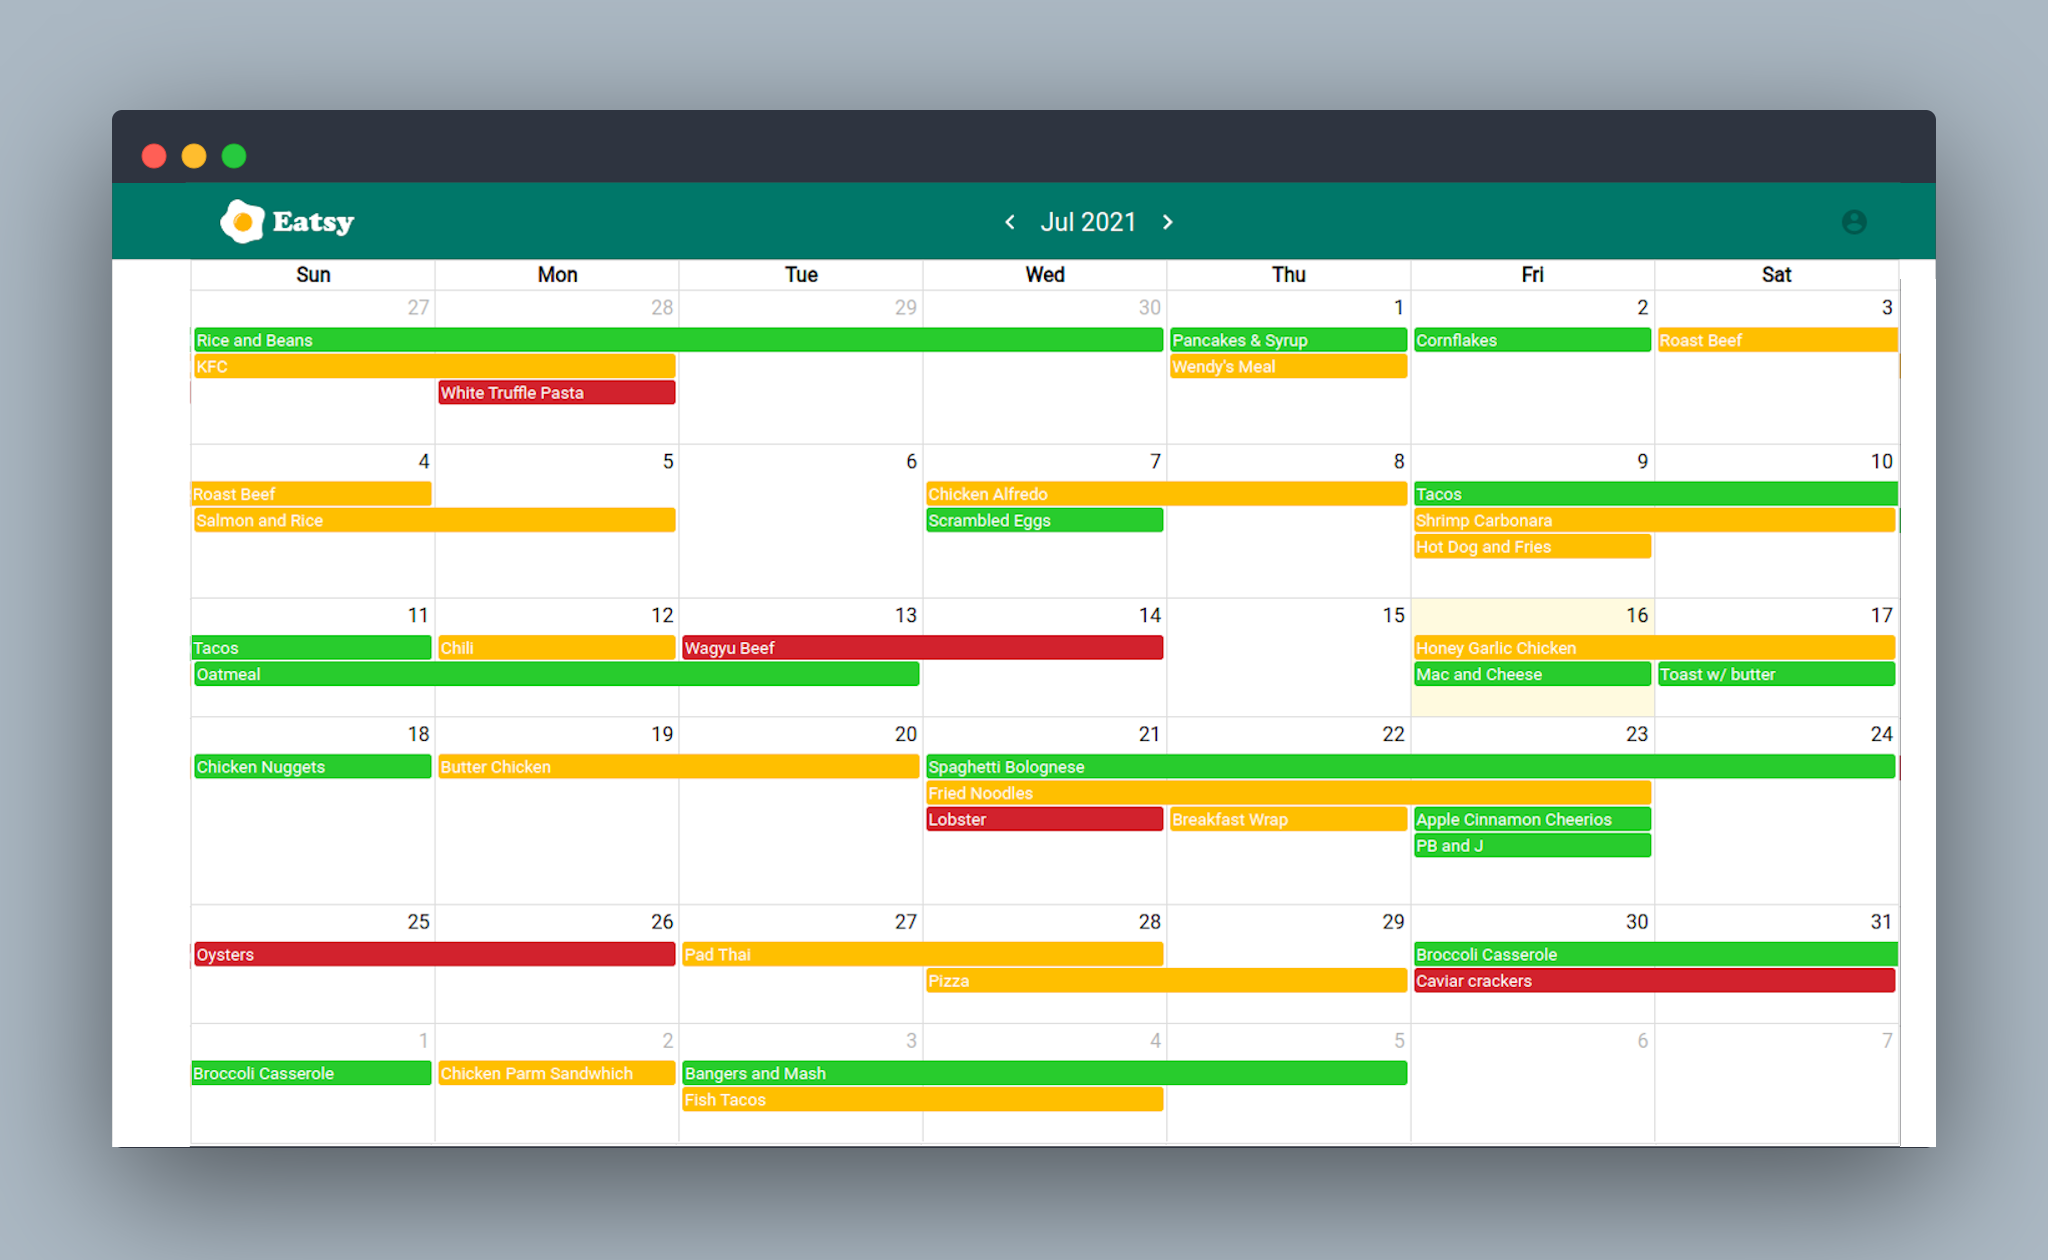 Eatsy
Jul 2021
Sun Mon Tue Wed Thu Fri Sat
27 28 29 30 1 2 3
Rice and Beans Pancakes & Syrup Cornflakes Roast Beef
KFC Wendy's Meal
White Truffle Pasta
4 5 6 7 8 9 10
Roast Beef Chicken Alfredo Tacos
Salmon and Rice Scrambled Eggs Shrimp Carbonara
Hot Dog and Fries
11 12 13 14 15 16 17
Tacos Chili Wagyu Beef Honey Garlic Chicken
Oatmeal Mac and Cheese Toast w/ butter
18 19 20 21 22 23 24
Chicken Nuggets Butter Chicken Spaghetti Bolognese
Fried Noodles
Lobster Breakfast Wrap Apple Cinnamon Cheerios
PB and J
25 26 27 28 29 30 31
Oysters Pad Thai Broccoli Casserole
Pizza Caviar crackers
1 2 3 4 5 6 7
Broccoli Casserole Chicken Parm Sandwhich Bangers and Mash
Fish Tacos